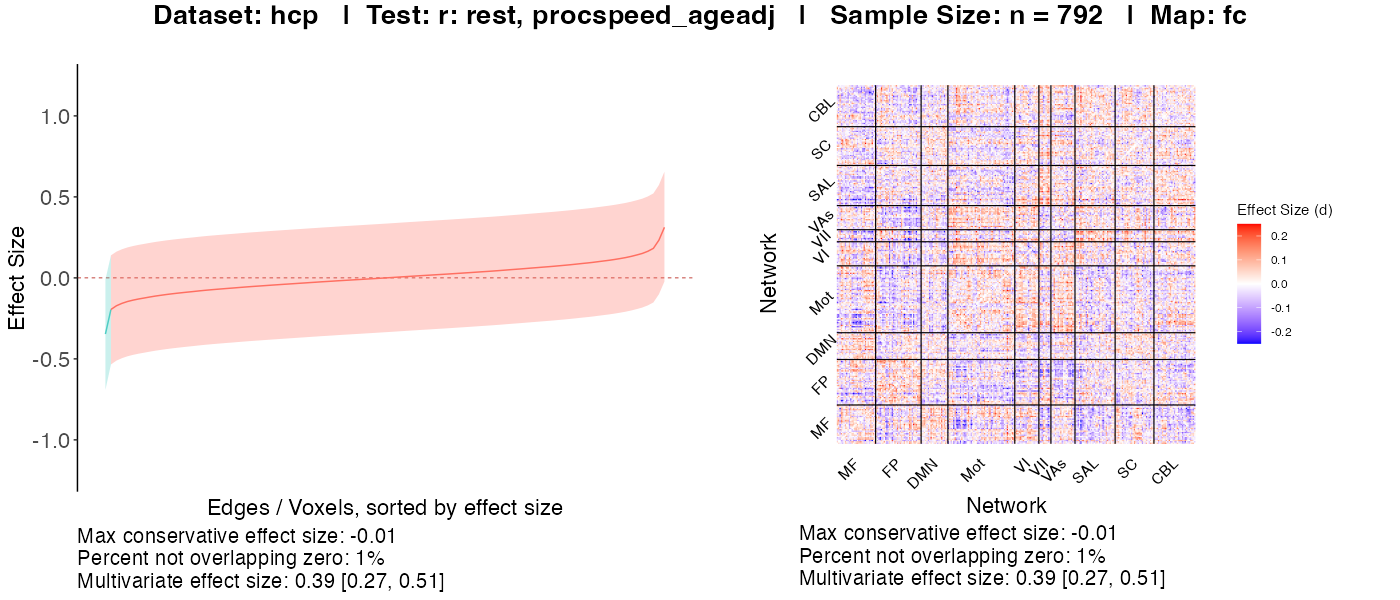 Dataset: hcp | Test: r: rest, procspeed_ageadj | Sample Size: n = 792 | Map: fc
Effect Size
1.0
0.5
0.0
-0.5
-1.0
Edges / Voxels, sorted by effect size
Max conservative effect size: -0.01
Percent not overlapping zero: 1%
Multivariate effect size: 0.39 [0.27, 0.51]
Network
CBL
SC
SAL
VAs
VII
VI
Mot
DMN
FP
MF
MF
FP
DMN
Mot
VI
VII
VAs
SAL
SC
CBL
Network
Max conservative effect size: -0.01
Percent not overlapping zero: 1%
Multivariate effect size: 0.39 [0.27, 0.51]
Effect Size (d)
0.2
0.1
0.0
-0.1
-0.2